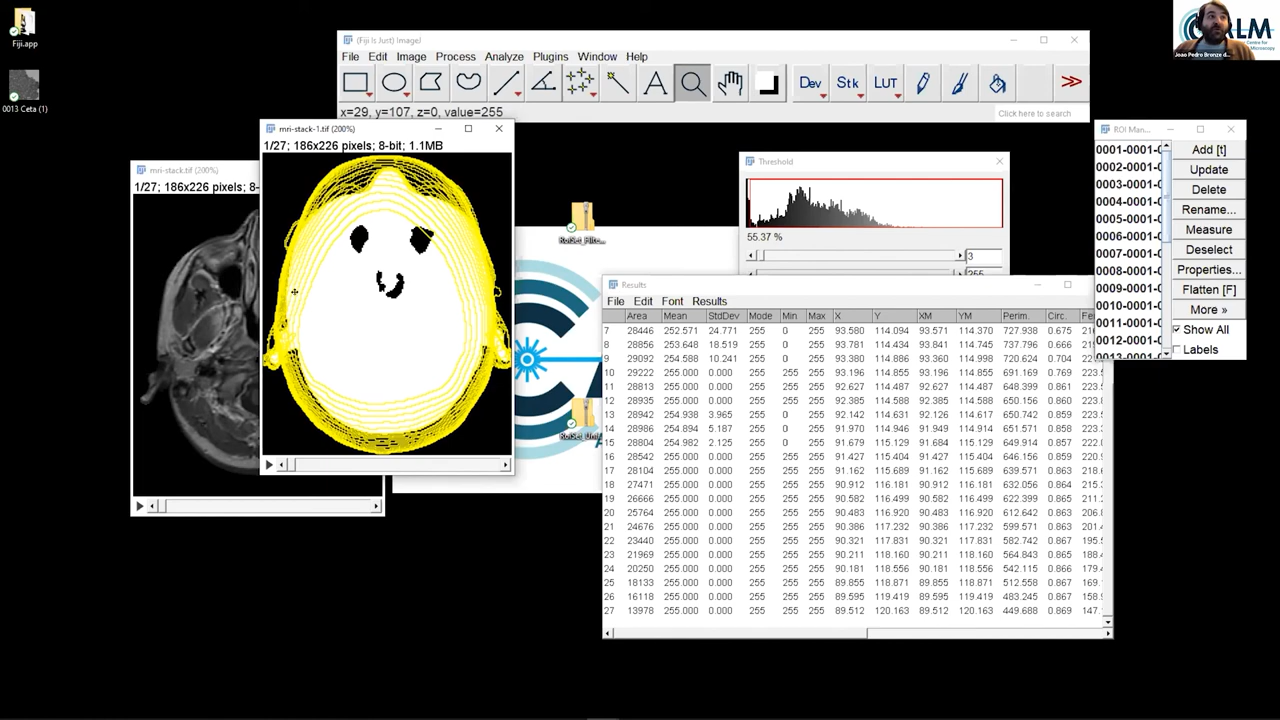 Fiji.app
0013 Ceta (1)
(Fiji Is Just) ImageJ
File Edit Image Process Analyze Plugins Window Help
Dev Stk LUT >>
x=29, y=107, z=0, value=255
Click here to search
mri-stack-1.tif (200%)
1/27; 186x226 pixels; 8-bit; 1.1MB
mri-stack.tif (200%)
1/27; 186x226 pixels; 8-
RoiSet_Filte...
Threshold
55.37 %
3
255
ROI Man...
0001-0001-0
0002-0001-0
0003-0001-0
0004-0001-0
0005-0001-0
0006-0001-0
0007-0001-0
0008-0001-0
0009-0001-0
0010-0001-0
0011-0001-0
0012-0001-0
0013-0001-0
Add [t]
Update
Delete
Rename...
Measure
Deselect
Properties...
Flatten [F]
More »
Show All
Labels
Results
File Edit Font Results
Area Mean StdDev Mode Min Max X Y XM YM Perim. Circ. Fe
7 28446 252.571 24.771 255 0 255 93.580 114.094 93.571 114.370 727.938 0.675
8 28856 253.648 18.519 255 0 255 93.781 114.434 93.841 114.745 737.796 0.666
9 29092 254.588 10.241 255 0 255 93.380 114.886 93.360 114.998 720.624 0.704
10 29222 255.000 0.000 255 255 255 93.196 114.855 93.196 114.855 691.169 0.769
11 28813 255.000 0.000 255 255 255 92.627 114.487 92.627 114.487 648.399 0.861
12 28935 255.000 0.000 255 255 255 92.385 114.588 92.385 114.588 650.156 0.860 223.
13 28942 254.938 3.965 255 0 255 92.142 114.631 92.126 114.617 650.742 0.859 223.
14 28986 254.894 5.187 255 0 255 91.970 114.946 91.949 114.914 651.571 0.858 223.
15 28804 254.982 2.125 255 0 255 91.679 115.129 91.684 115.129 649.914 0.857 222.
16 28542 255.000 0.000 255 255 255 91.427 115.404 91.427 115.404 646.156 0.859 220.
17 28104 255.000 0.000 255 255 255 91.162 115.689 91.162 115.689 639.571 0.863 218.
18 27471 255.000 0.000 255 255 255 90.912 116.181 90.912 116.181 632.056 0.864 215.
19 26666 255.000 0.000 255 255 255 90.582 116.499 90.582 116.499 622.399 0.865 211.
20 25764 255.000 0.000 255 255 255 90.483 116.920 90.483 116.920 612.642 0.863 206.
21 24676 255.000 0.000 255 255 255 90.386 117.232 90.386 117.232 599.571 0.863 201.
22 23440 255.000 0.000 255 255 255 90.321 117.831 90.321 117.831 582.742 0.867 195.
23 21969 255.000 0.000 255 255 255 90.211 118.160 90.211 118.160 564.843 0.865 188.
24 20250 255.000 0.000 255 255 255 90.181 118.556 90.181 118.556 542.115 0.866 179.
25 18133 255.000 0.000 255 255 255 89.855 118.871 89.855 118.871 512.558 0.867 169.
26 16118 255.000 0.000 255 255 255 89.595 119.419 89.595 119.419 483.245 0.867 158.
27 13978 255.000 0.000 255 255 255 89.512 120.163 89.512 120.163 449.688 0.869 147.